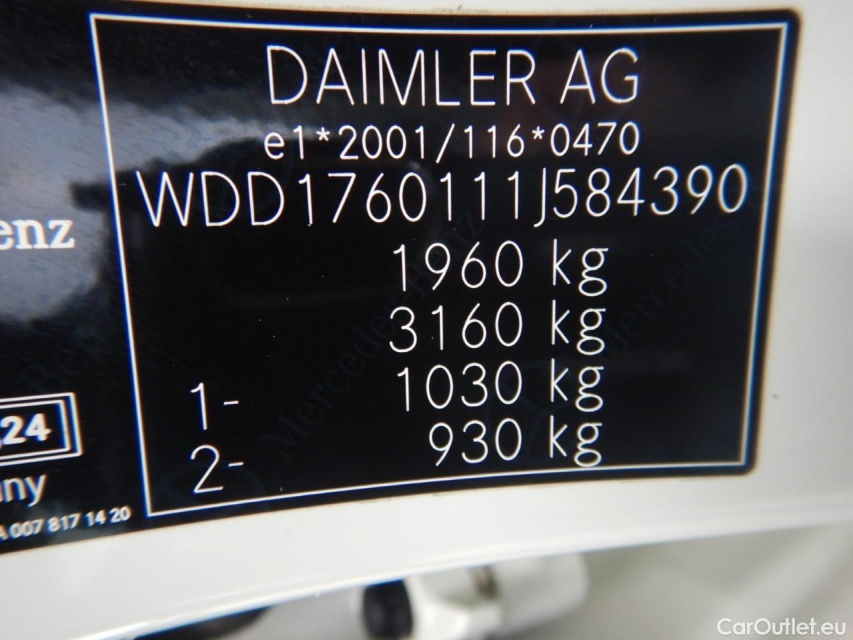 DAIMLER AG
e1*2001/116*0470
WDD1760111J584390
1960 kg
3160 kg
1- 1030 kg
2- 930 kg
enz
,24
ny
A 007 817 14 20
CarOutlet.eu